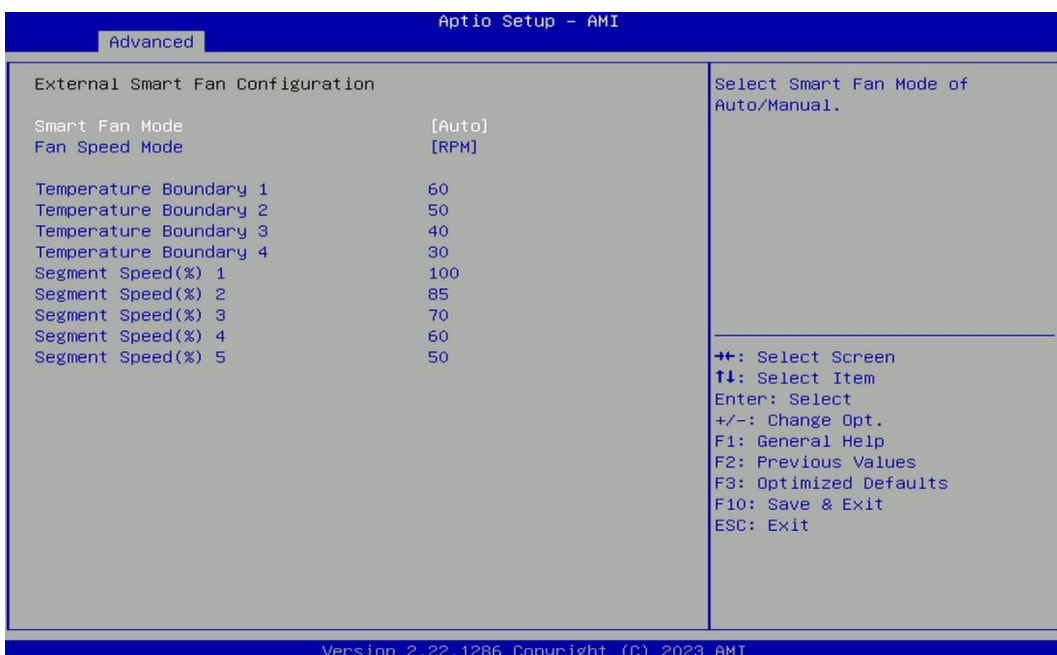 Aptio Setup – AMI
Advanced
External Smart Fan Configuration
Smart Fan Mode [Auto]
Fan Speed Mode [RPM]
Temperature Boundary 1 60
Temperature Boundary 2 50
Temperature Boundary 3 40
Temperature Boundary 4 30
Segment Speed(%) 1 100
Segment Speed(%) 2 85
Segment Speed(%) 3 70
Segment Speed(%) 4 60
Segment Speed(%) 5 50
Select Smart Fan Mode of
Auto/Manual.
→←: Select Screen
↑↓: Select Item
Enter: Select
+/-: Change Opt.
F1: General Help
F2: Previous Values
F3: Optimized Defaults
F10: Save & Exit
ESC: Exit
Version 2.22.1286 Copyright (C) 2023 AMI